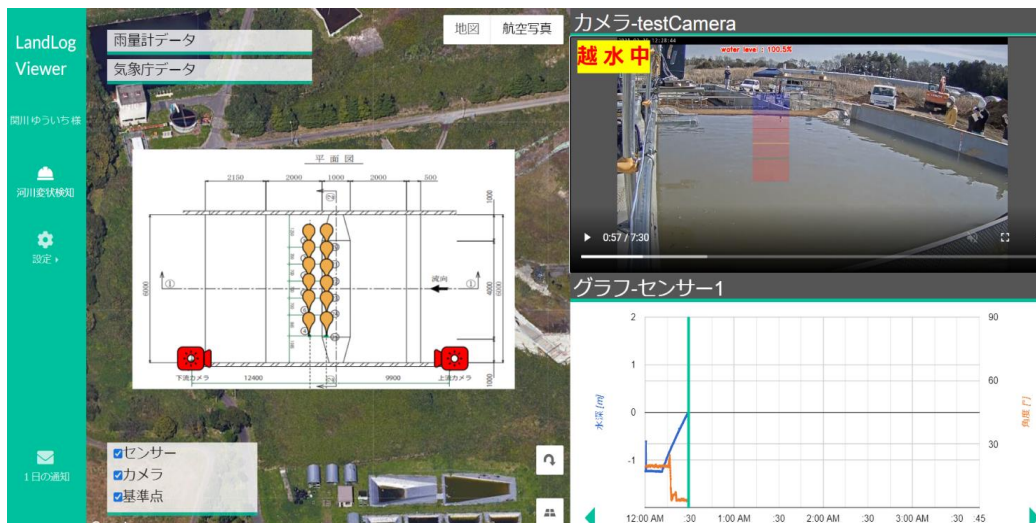 LandLog
Viewer
関川ゆういち様
河川変状検知
設定
1日の通知
雨量計データ
気象庁データ
地図 航空写真
平面図
2150 2000 1000 2000 500
②
1000
6000
①
流向
①
4000
6000
下流カメラ
12400
②
9900
上流カメラ
1000
センサー
カメラ
基準点
カメラ-testCamera
越水中
water level : 100.5%
0:57 / 7:30
グラフ-センサー1
2
1
0
-1
水深 [m]
90
60
30
角度 [°]
12:00 AM :30 1:00 AM :30 2:00 AM :30 3:00 AM :30 :45